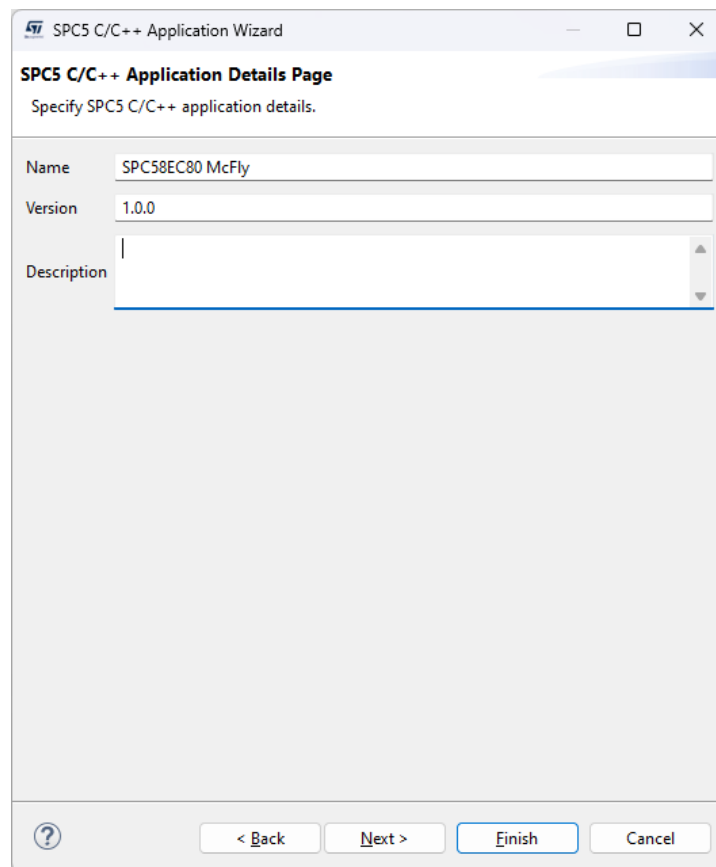 SPC5 C/C++ Application Wizard
SPC5 C/C++ Application Details Page
Specify SPC5 C/C++ application details.
Name SPC58EC80 McFly
Version 1.0.0
Description
? < Back Next > Finish Cancel